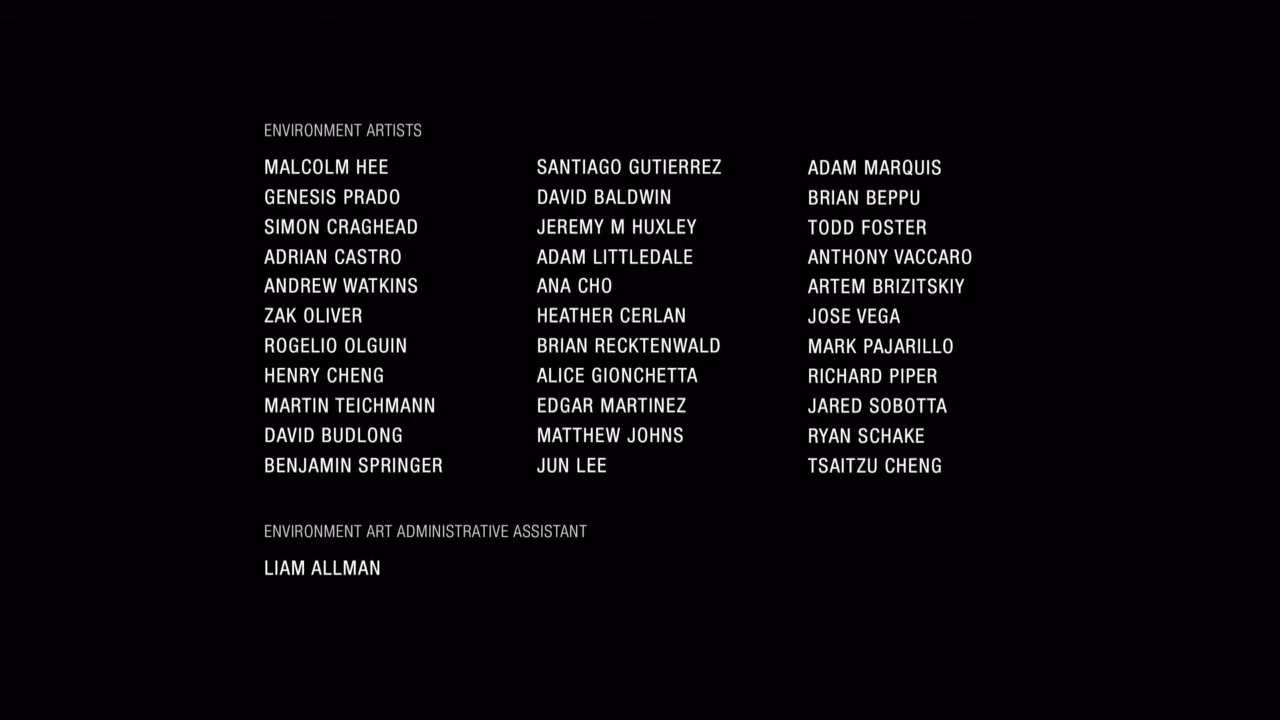 ENVIRONMENT ARTISTS
MALCOLM HEE
GENESIS PRADO
SIMON CRAGHEAD
ADRIAN CASTRO
ANDREW WATKINS
ZAK OLIVER
ROGELIO OLGUIN
HENRY CHENG
MARTIN TEICHMANN
DAVID BUDLONG
BENJAMIN SPRINGER
SANTIAGO GUTIERREZ
DAVID BALDWIN
JEREMY M HUXLEY
ADAM LITTLEDALE
ANA CHO
HEATHER CERLAN
BRIAN RECKTENWALD
ALICE GIONCHETTA
EDGAR MARTINEZ
MATTHEW JOHNS
JUN LEE
ADAM MARQUIS
BRIAN BEPPU
TODD FOSTER
ANTHONY VACCARO
ARTEM BRIZITSKIY
JOSE VEGA
MARK PAJARILLO
RICHARD PIPER
JARED SOBOTTA
RYAN SCHAKE
TSAITZU CHENG
ENVIRONMENT ART ADMINISTRATIVE ASSISTANT
LIAM ALLMAN